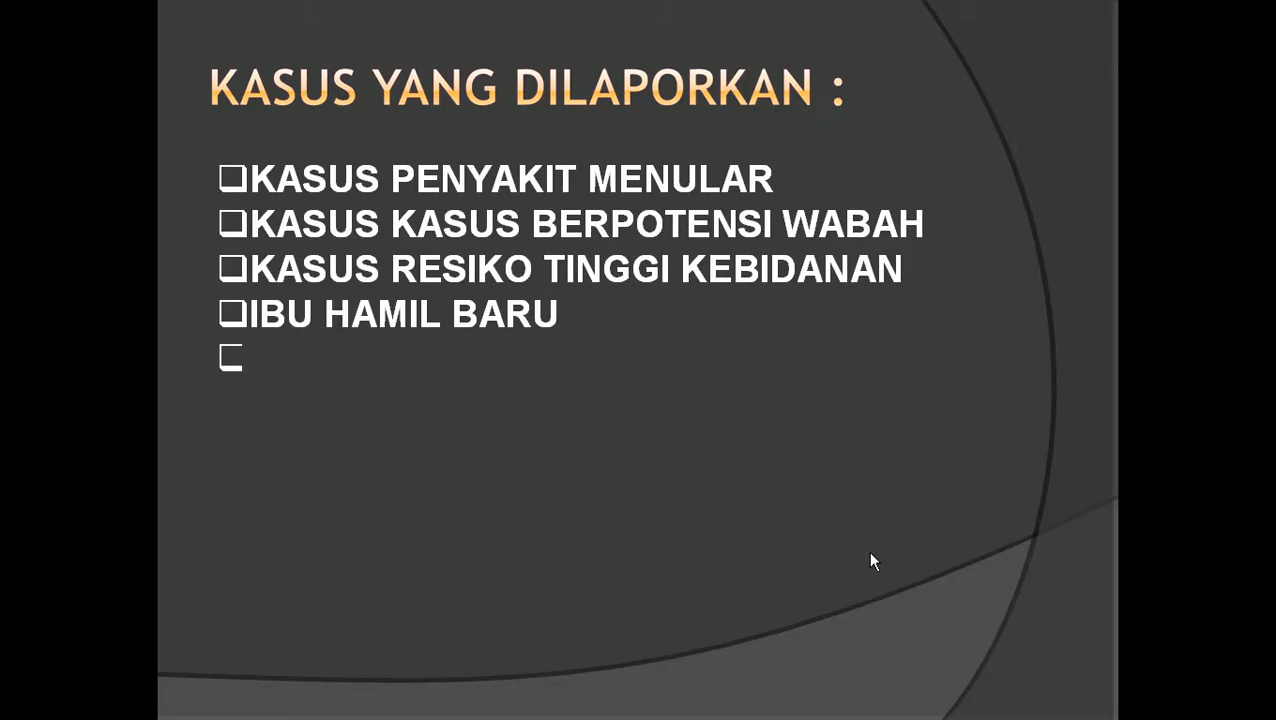 KASUS YANG DILAPORKAN :
❑KASUS PENYAKIT MENULAR
❑KASUS KASUS BERPOTENSI WABAH
❑KASUS RESIKO TINGGI KEBIDANAN
❑IBU HAMIL BARU
❑